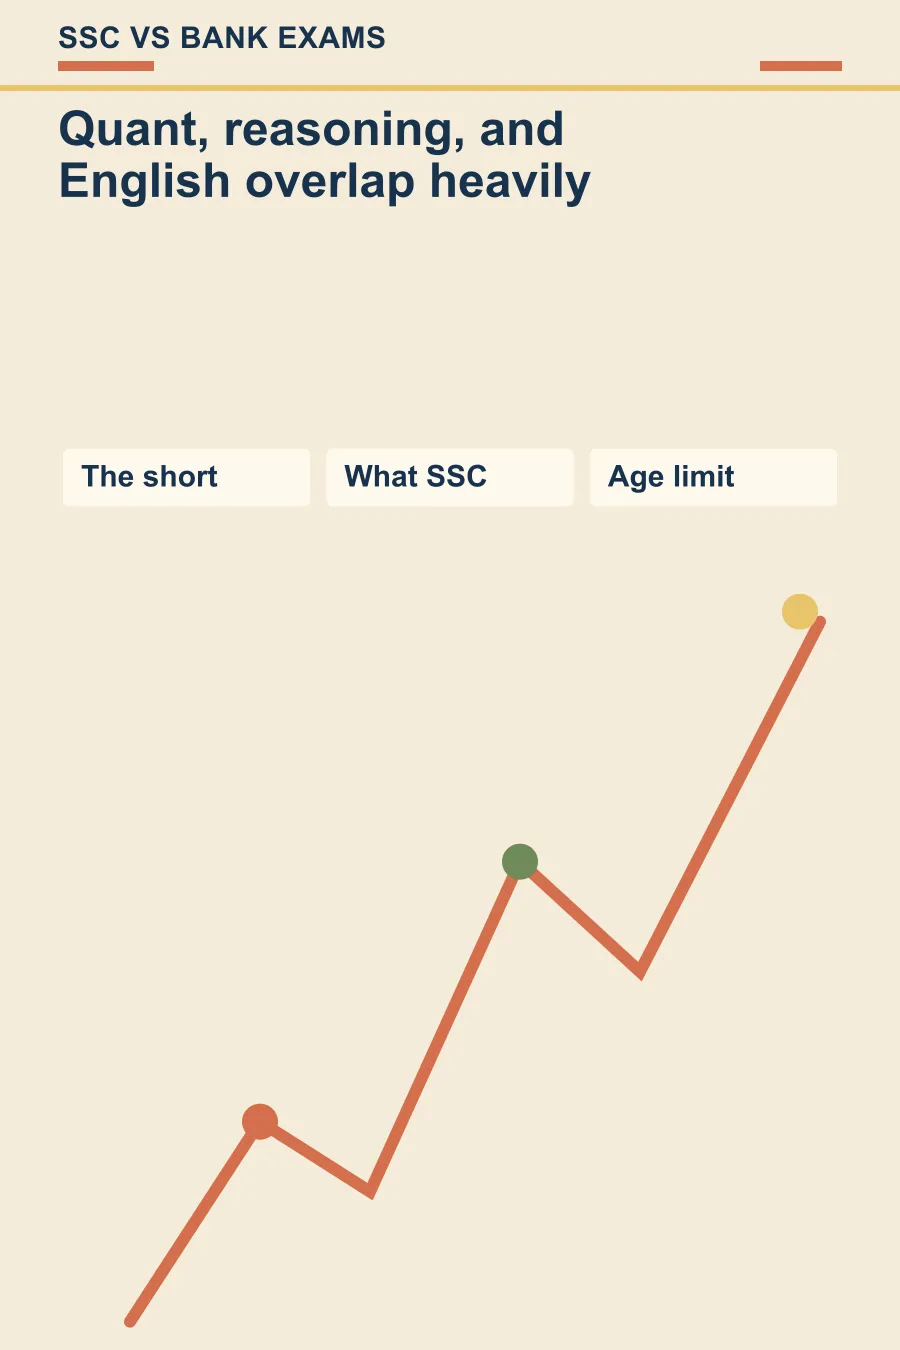 SSC VS BANK EXAMS
Quant, reasoning, and
English overlap heavily
The short
What SSC
Age limit